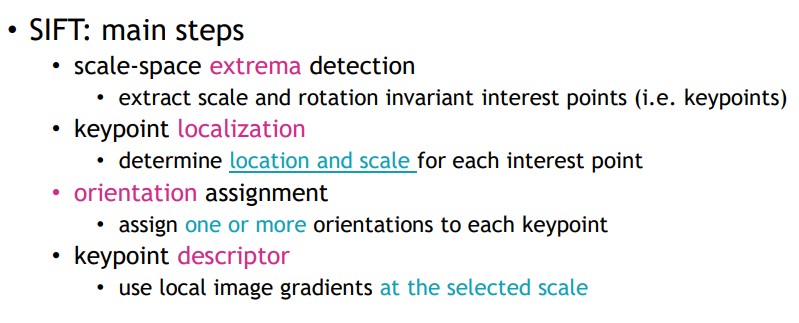 • SIFT: main steps
• scale-space extrema detection
• extract scale and rotation invariant interest points (i.e. keypoints)
• keypoint localization
• determine location and scale for each interest point
• orientation assignment
• assign one or more orientations to each keypoint
• keypoint descriptor
• use local image gradients at the selected scale